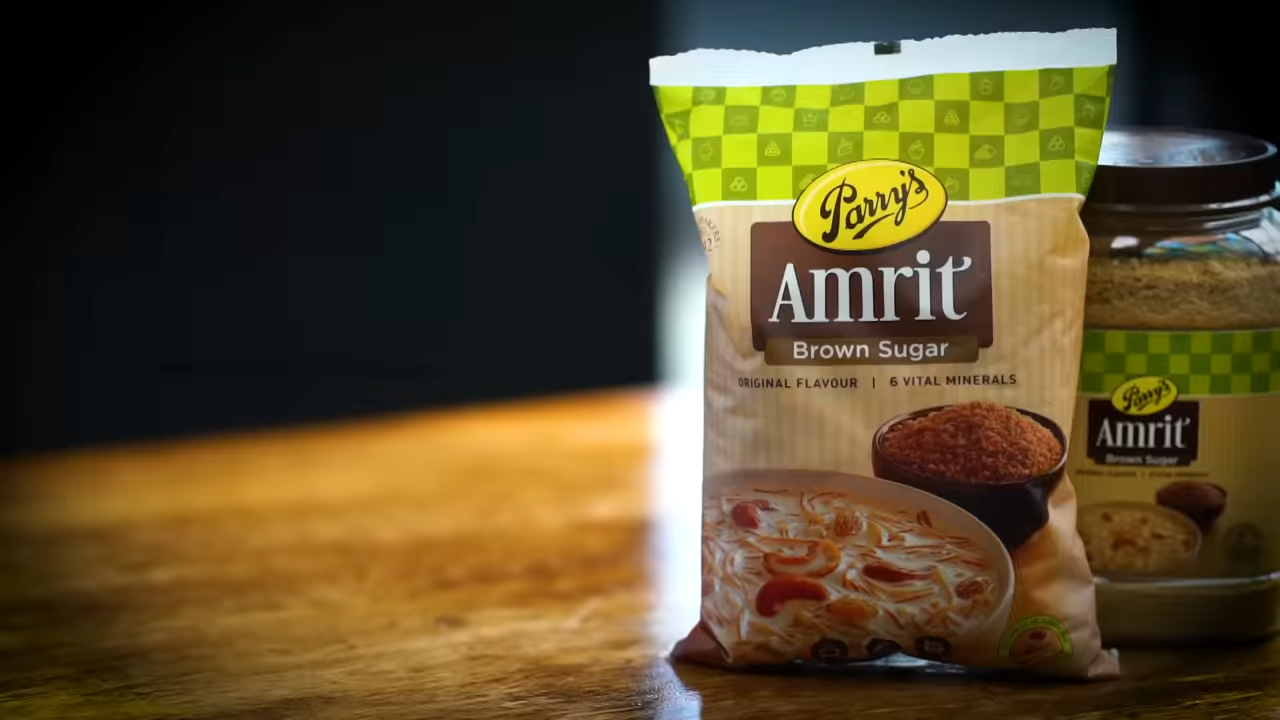 Parry's
Amrit
Brown Sugar
ORIGINAL FLAVOUR | 6 VITAL MINERALS
Parry's
Amrit
Brown Sugar